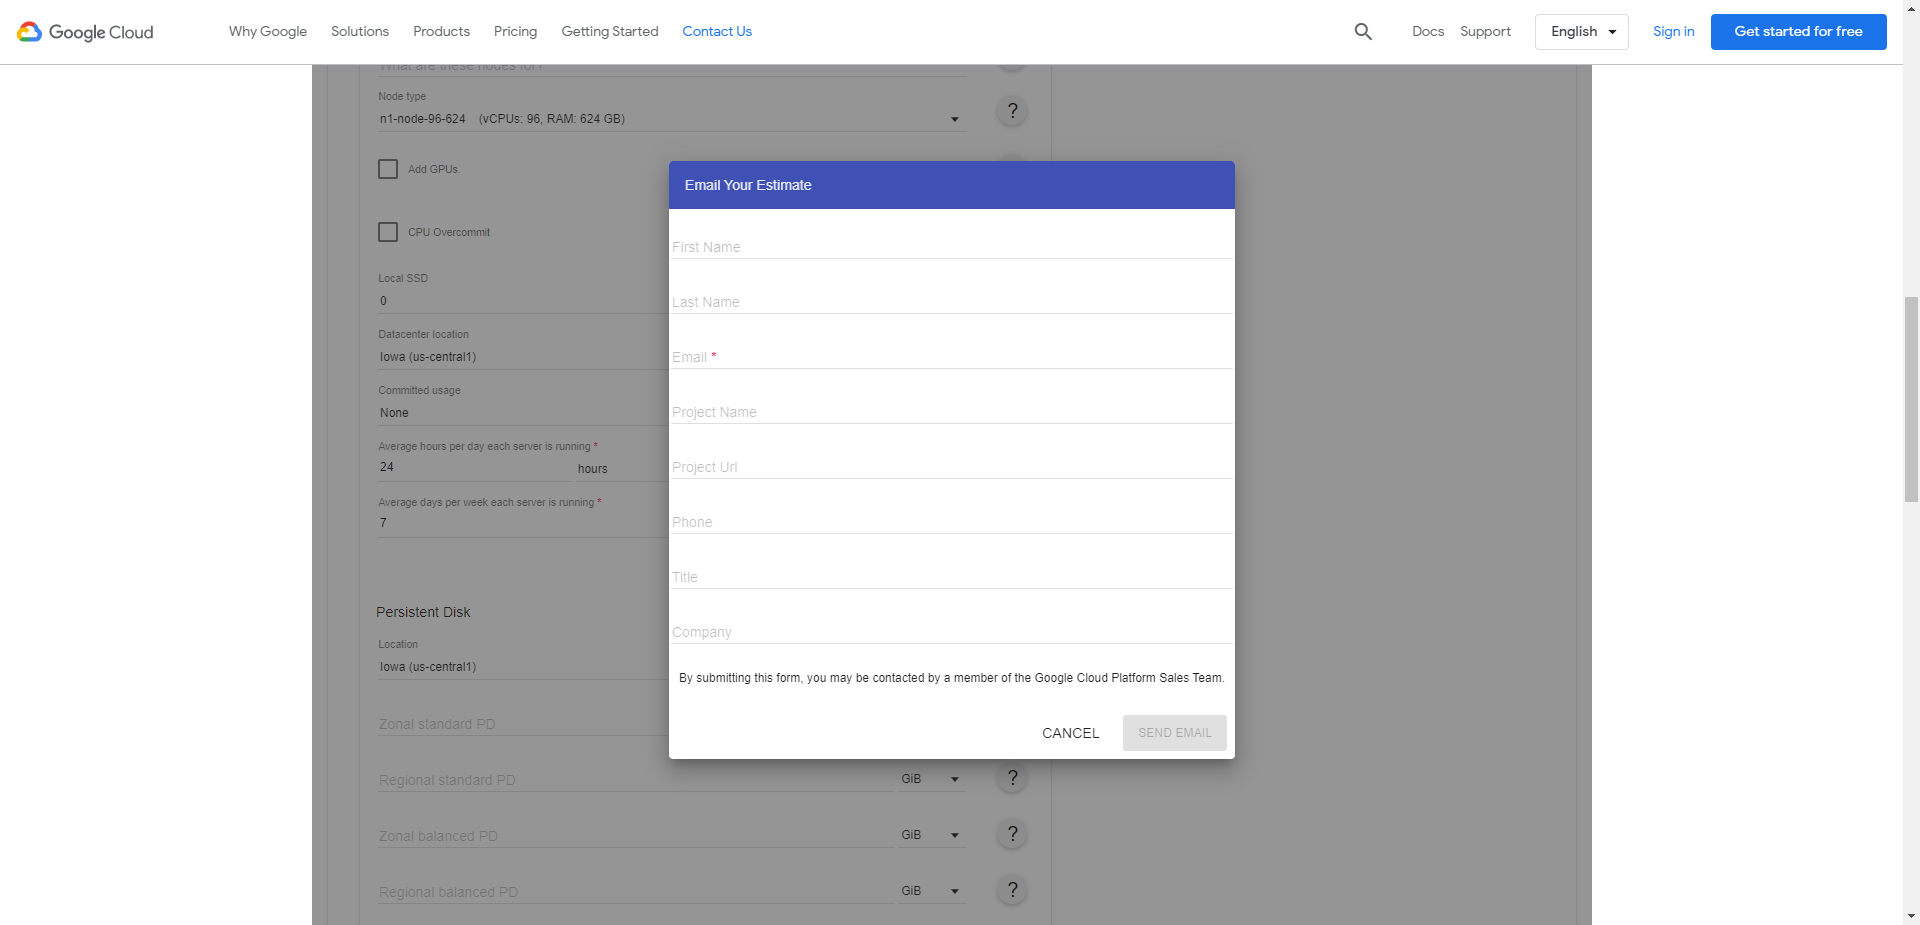 Google Cloud
Why Google
Solutions
Products
Pricing
Getting Started
Contact Us
Docs
Support
English
Sign in
Get started for free
What are these nodes for?
Node type
n1-node-96-624 (vCPUs: 96, RAM: 624 GB)
?
Add GPUs.
CPU Overcommit
Local SSD
0
Datacenter location
Iowa (us-central1)
Committed usage
None
Average hours per day each server is running *
24
hours
Average days per week each server is running *
7
Persistent Disk
Location
Iowa (us-central1)
Zonal standard PD
Regional standard PD
GiB
?
Zonal balanced PD
GiB
?
Regional balanced PD
GiB
?
Email Your Estimate
First Name
Last Name
Email *
Project Name
Project Url
Phone
Title
Company
By submitting this form, you may be contacted by a member of the Google Cloud Platform Sales Team.
CANCEL
SEND EMAIL